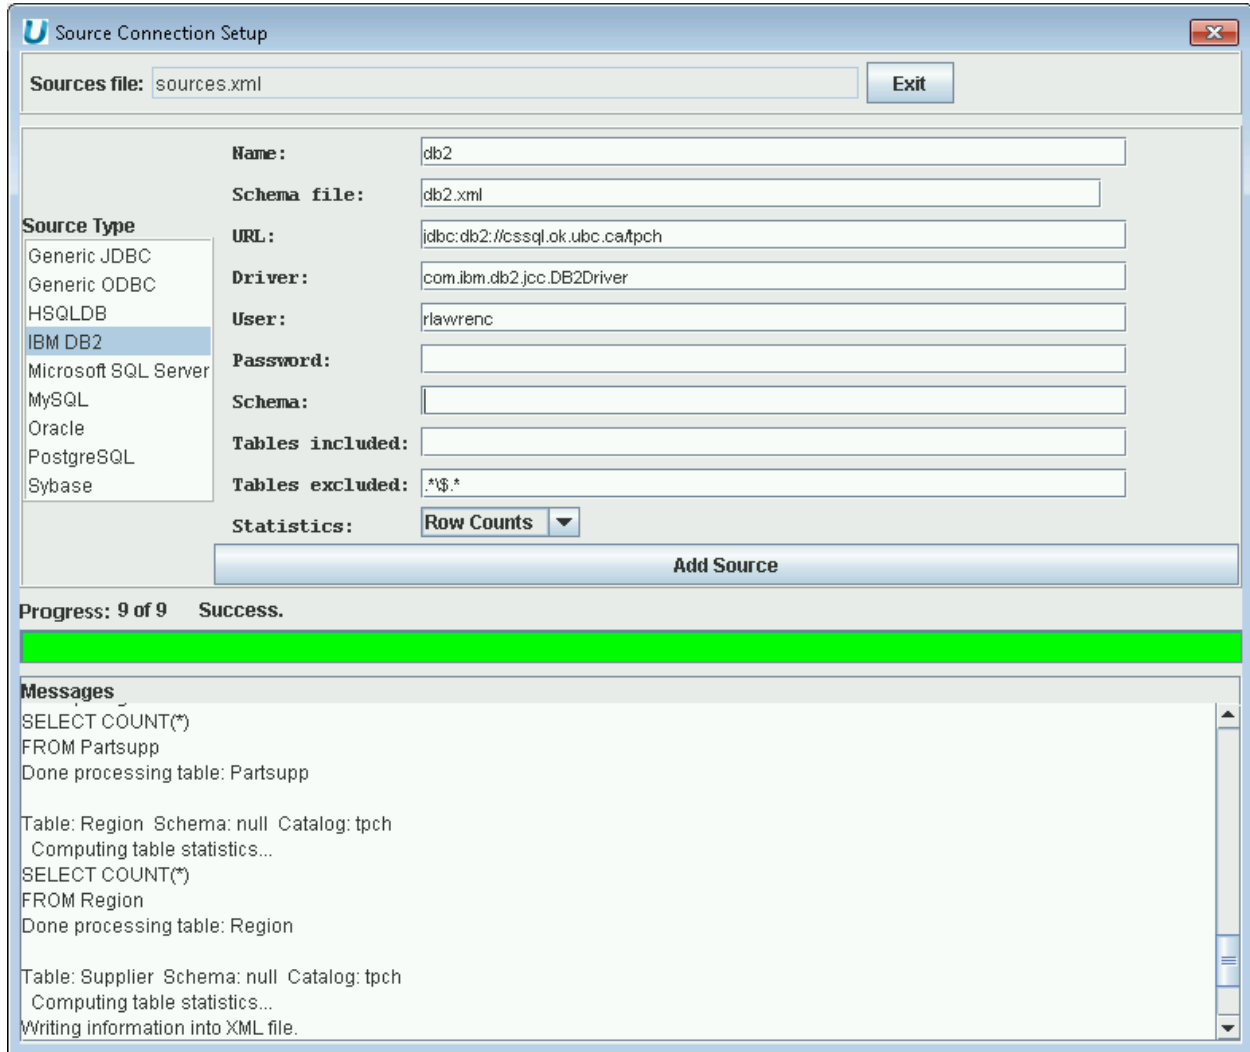 Source Connection Setup
Sources file: sources.xml Exit
Name: db2
Schema file: db2.xml
Source Type
URL: jdbc:db2://cssql.ok.ubc.ca/tpch
Generic JDBC
Driver: com.ibm.db2.jcc.DB2Driver
Generic ODBC
HSQLDB
User: rlawrenc
IBM DB2
Password:
Microsoft SQL Server
MySQL
Schema:
Oracle
Tables included:
PostgreSQL
Sybase
Tables excluded: .*\$.*
Statistics: Row Counts
Add Source
Progress: 9 of 9 Success.
Messages
SELECT COUNT(*)
FROM Partsupp
Done processing table: Partsupp
Table: Region Schema: null Catalog: tpch
Computing table statistics...
SELECT COUNT(*)
FROM Region
Done processing table: Region
Table: Supplier Schema: null Catalog: tpch
Computing table statistics...
Writing information into XML file.